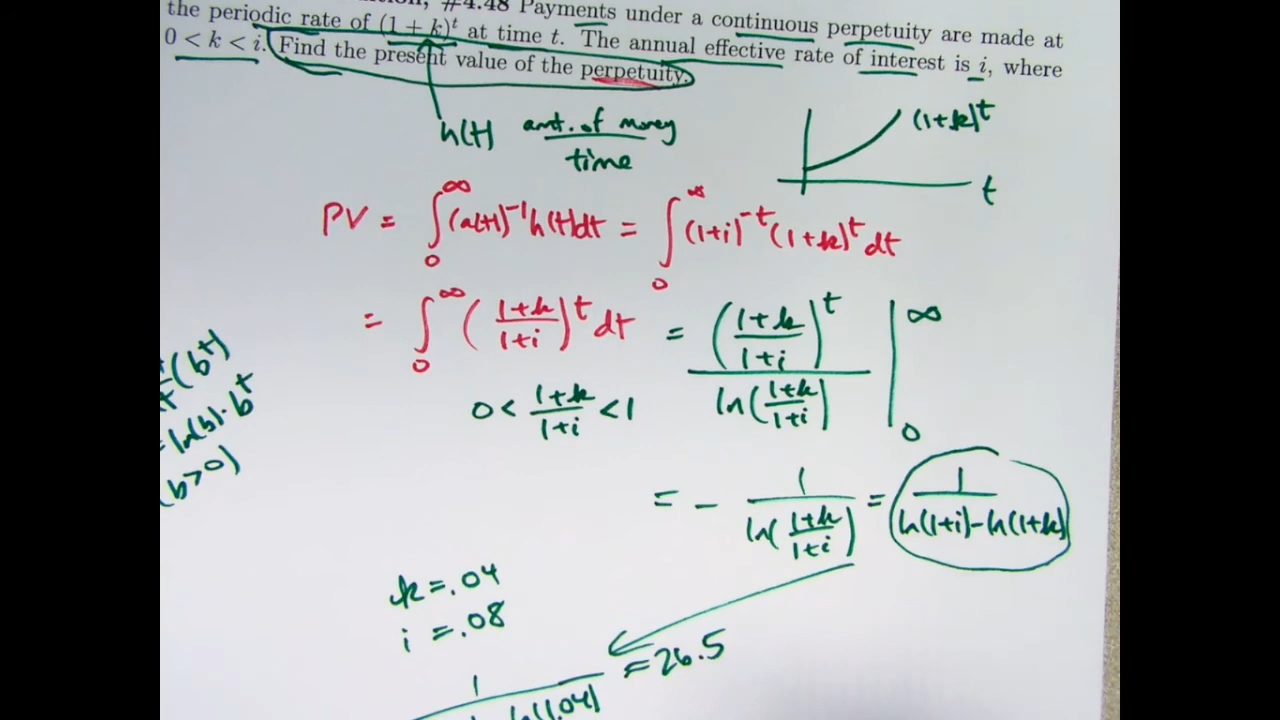 #4.48 Payments under a continuous perpetuity are made at
the periodic rate of (1 + k)^t at time t. The annual effective rate of interest is i, where
0 < k < i. Find the present value of the perpetuity.
h(t) amt. of money / time
(1+k)^t
t
PV = ∫_0^∞ (a(t))^-1 h(t)dt = ∫_0^∞ (1+i)^-t (1+k)^t dt
= ∫_0^∞ ((1+k)/(1+i))^t dt = ((1+k)/(1+i))^t / ln((1+k)/(1+i)) |_0^∞
(b^t)
= ln(b)·b^t
(b>0)
0 < (1+k)/(1+i) < 1
= - 1/ln((1+k)/(1+i)) = 1/(ln(1+i)-ln(1+k))
k=.04
i=.08
= 26.5
1
ln(1.04)